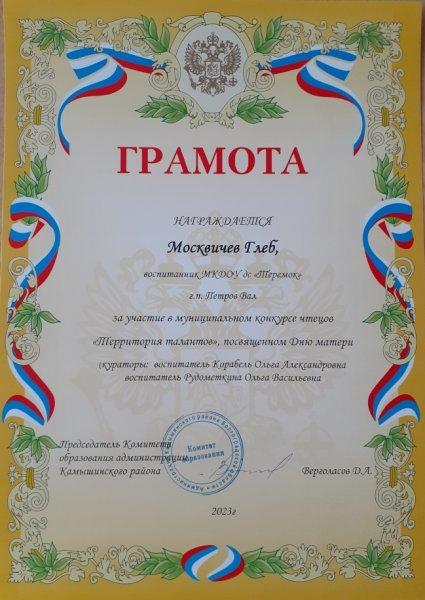 ГРАМОТА
НАГРАЖДАЕТСЯ
Москвичев Глеб,
воспитанник МКДОУ дс «Теремок»
г.п. Петров Вал
за участие в муниципальном конкурсе чтецов
«Территория талантов», посвященном Дню матери
(кураторы: воспитатель Корабель Ольга Александровна
воспитатель Рудометкина Ольга Васильевна
Председатель Комитета
образования администрации
Камышинского района
Верголасов Д.А.
Комитет
образования
2023г